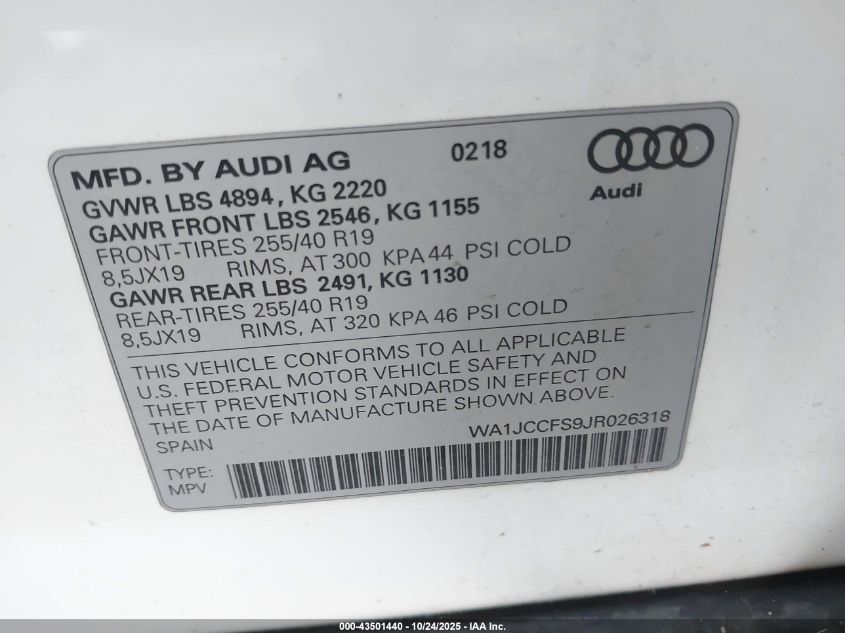 MFD. BY AUDI AG 0218
Audi
GVWR LBS 4894, KG 2220
GAWR FRONT LBS 2546, KG 1155
FRONT-TIRES 255/40 R19
8,5JX19 RIMS, AT 300 KPA 44 PSI COLD
GAWR REAR LBS 2491, KG 1130
REAR-TIRES 255/40 R19
8,5JX19 RIMS, AT 320 KPA 46 PSI COLD
THIS VEHICLE CONFORMS TO ALL APPLICABLE
U.S. FEDERAL MOTOR VEHICLE SAFETY AND
THEFT PREVENTION STANDARDS IN EFFECT ON
THE DATE OF MANUFACTURE SHOWN ABOVE.
SPAIN WA1JCCFS9JR026318
TYPE:
MPV
000-43501440 - 10/24/2025 - IAA Inc.